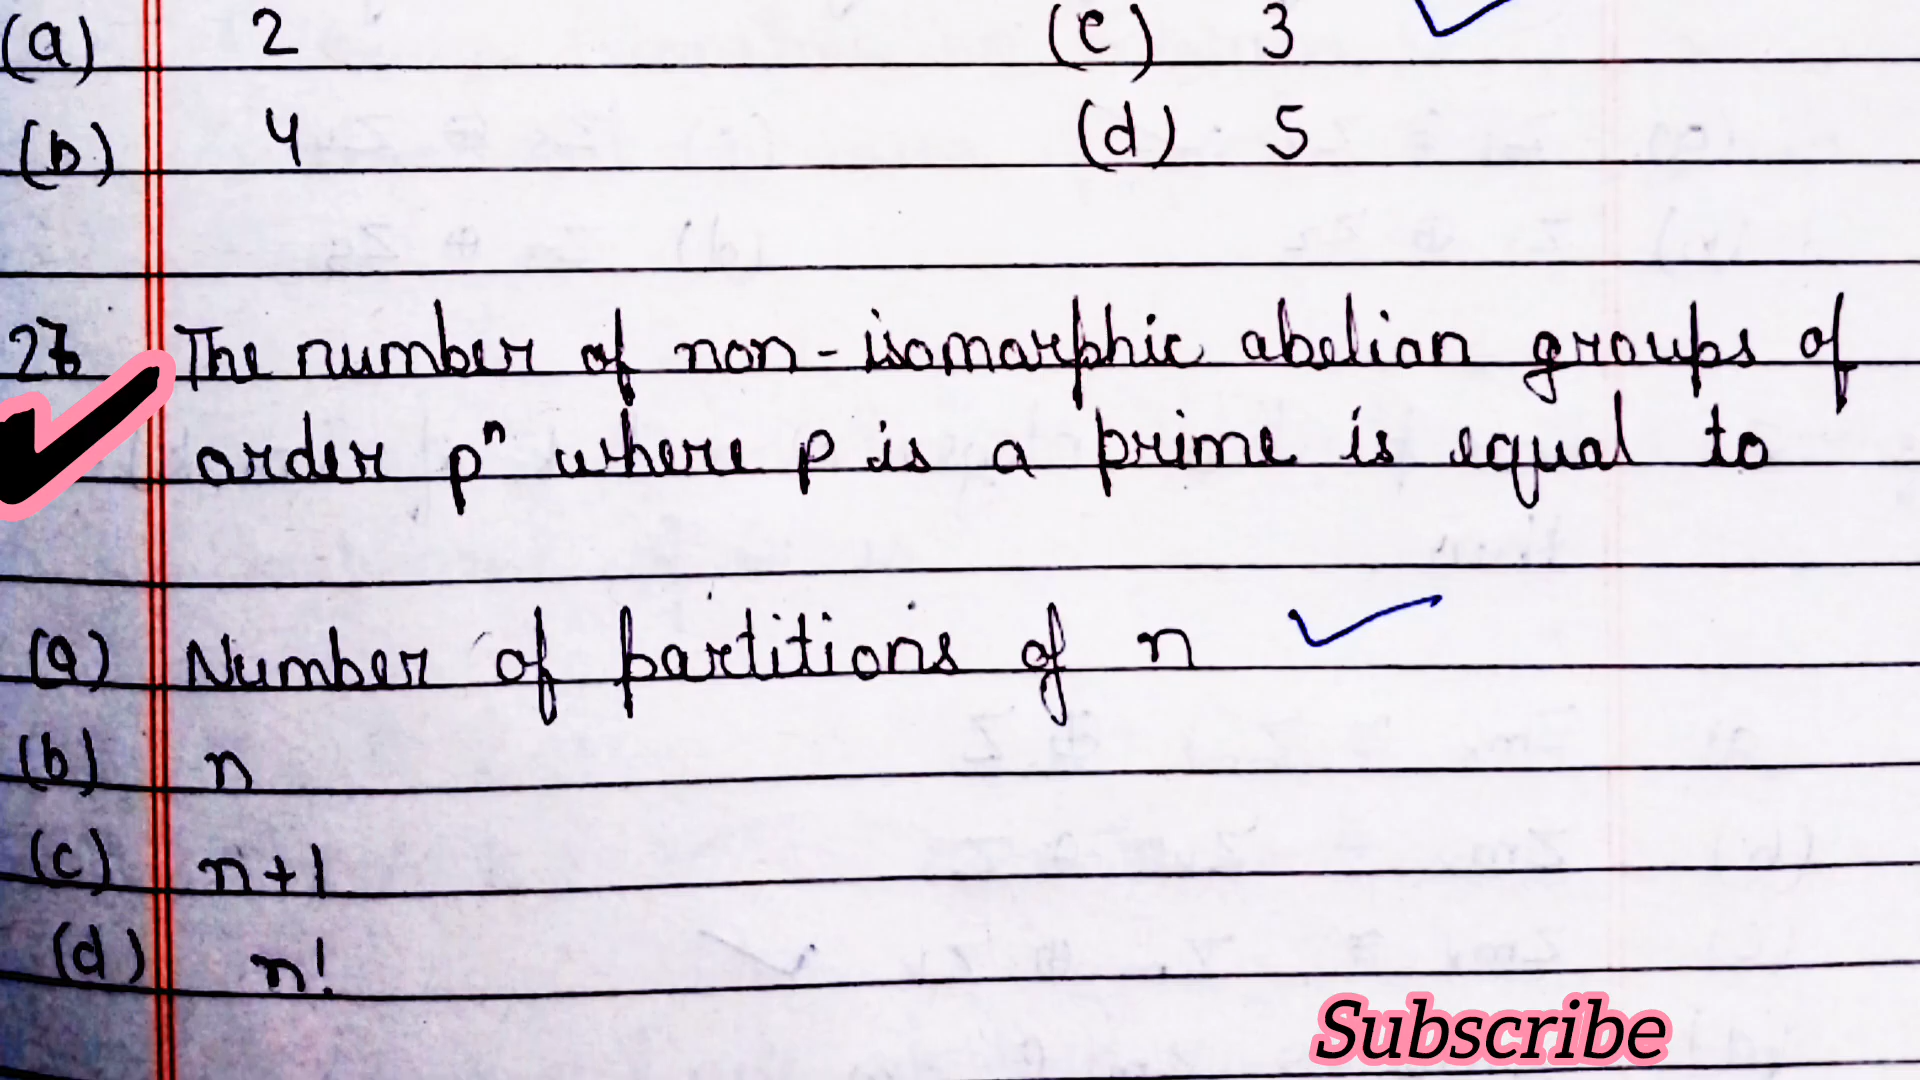 (a) 2 (c) 3
(b) 4 (d) 5
The number of non-isomorphic abelian groups of
order pⁿ where p is a prime is equal to
(a) Number of partitions of n
(b) n
(c) n+1
(d) n!
Subscribe